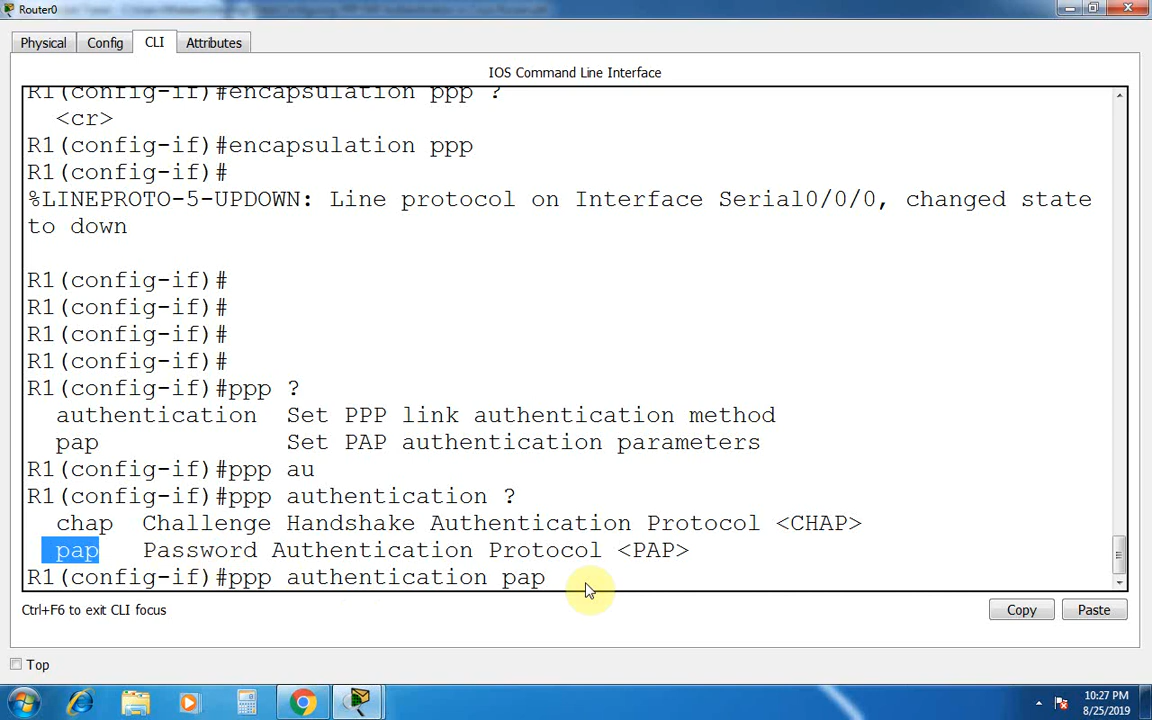 Router0
Physical
Config
CLI
Attributes
IOS Command Line Interface
R1(config-if)#encapsulation ppp ?
<cr>
R1(config-if)#encapsulation ppp
R1(config-if)#
%LINEPROTO-5-UPDOWN: Line protocol on Interface Serial0/0/0, changed state
to down
R1(config-if)#
R1(config-if)#
R1(config-if)#
R1(config-if)#
R1(config-if)#ppp ?
authentication  Set PPP link authentication method
pap             Set PAP authentication parameters
R1(config-if)#ppp au
R1(config-if)#ppp authentication ?
chap  Challenge Handshake Authentication Protocol <CHAP>
pap   Password Authentication Protocol <PAP>
R1(config-if)#ppp authentication pap
Ctrl+F6 to exit CLI focus
Copy
Paste
Top
10:27 PM
8/25/2019